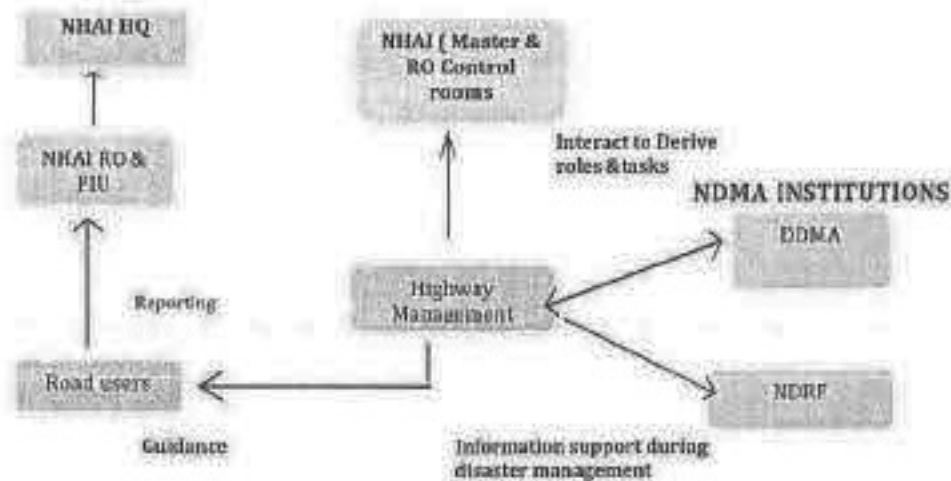 NHAI HQ
NHAI ( Master &
RO Control
rooms
NHAI RO &
PIU
Interact to Derive
roles & tasks
NDMA INSTITUTIONS
DDMA
Highway
Management
Reporting
Road users
NDRF
Guidance
Information support during
disaster management